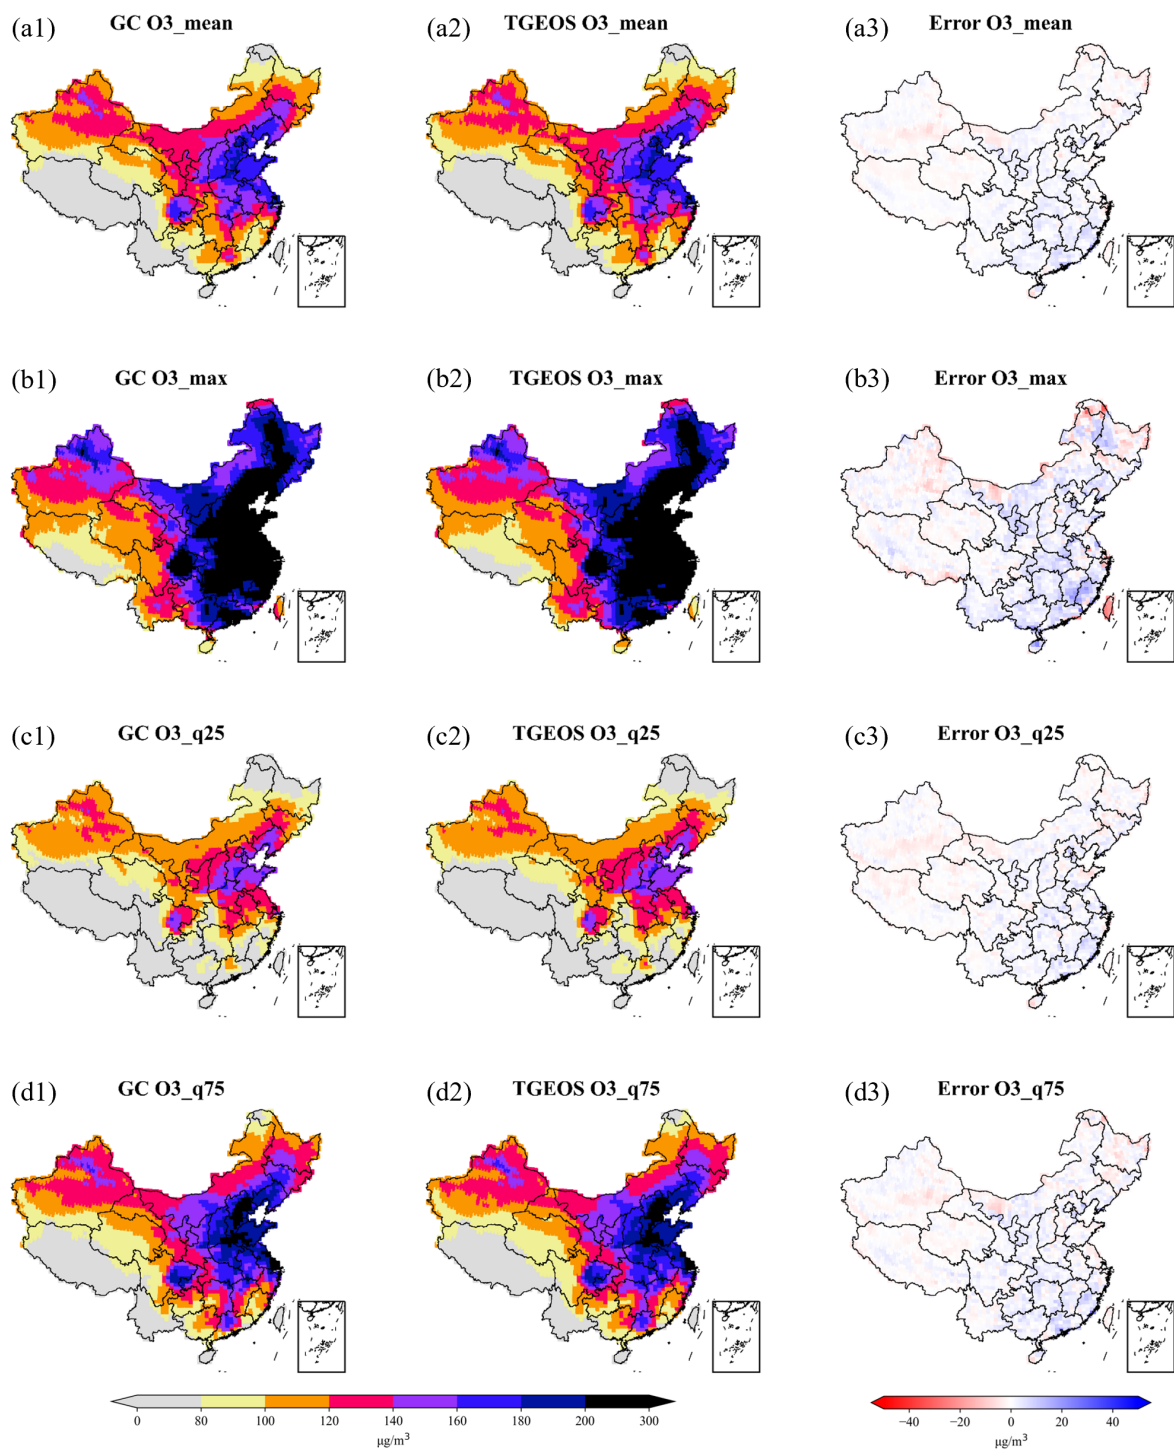 (a1) GC O3_mean
(a2) TGEOS O3_mean
(a3) Error O3_mean
(b1) GC O3_max
(b2) TGEOS O3_max
(b3) Error O3_max
(c1) GC O3_q25
(c2) TGEOS O3_q25
(c3) Error O3_q25
(d1) GC O3_q75
(d2) TGEOS O3_q75
(d3) Error O3_q75
0 80 100 120 140 160 180 200 300
μg/m³
−40 −20 0 20 40
μg/m³